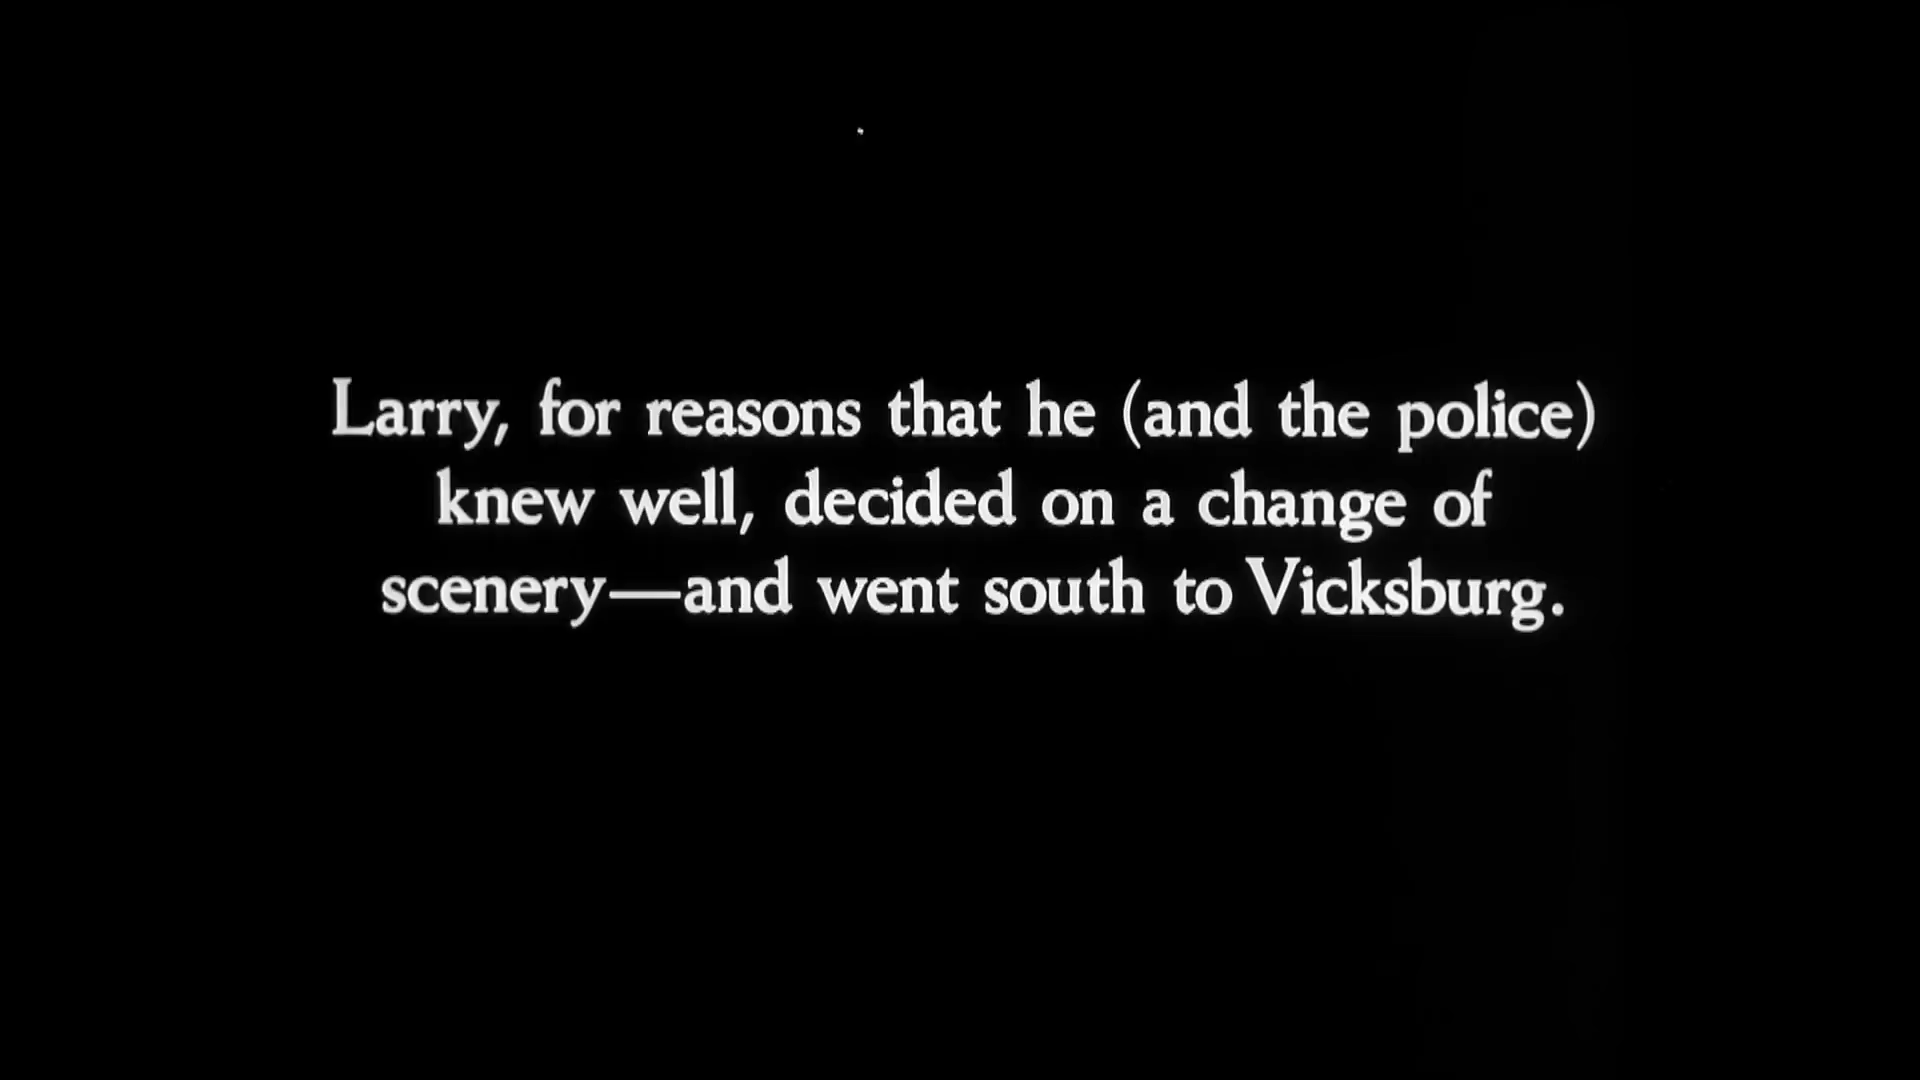 Larry, for reasons that he (and the police)
knew well, decided on a change of
scenery—and went south to Vicksburg.